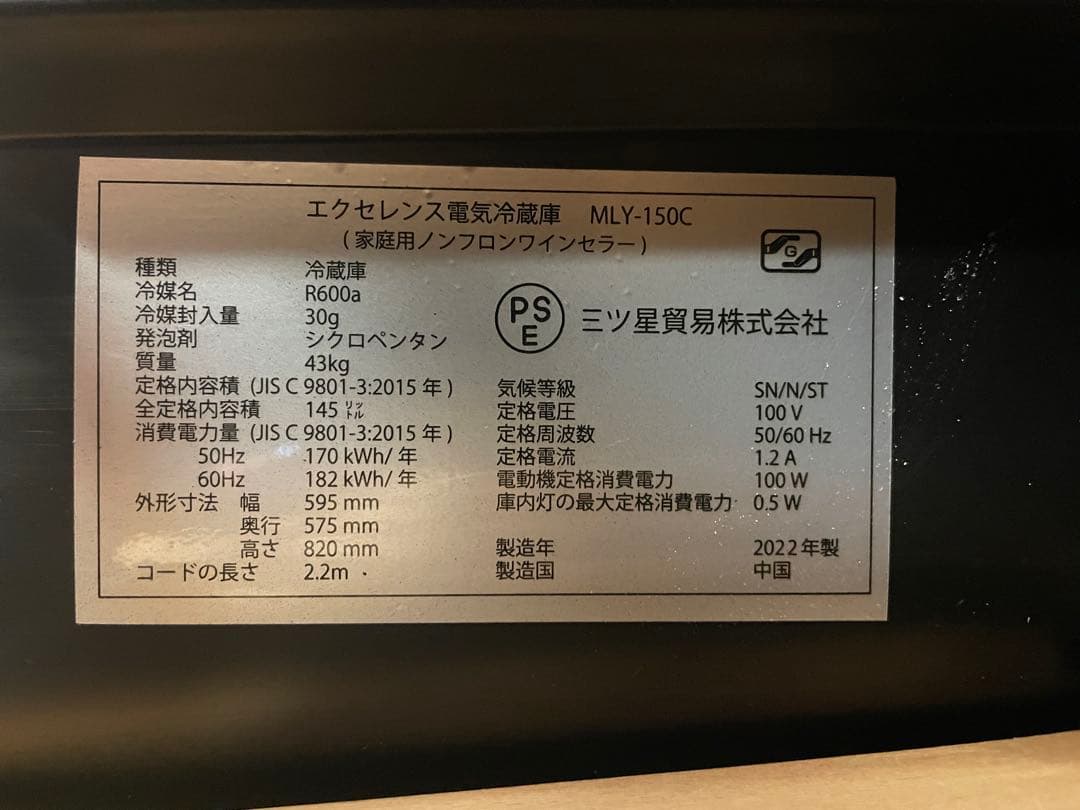 エクセレンス電気冷蔵庫 MLY-150C
(家庭用ノンフロンワインセラー)
G
種類 冷蔵庫
冷媒名 R600a
冷媒封入量 30g
発泡剤 シクロペンタン
質量 43kg
定格内容積 (JIS C 9801-3:2015 年)
全定格内容積 145 リットル
消費電力量 (JIS C 9801-3:2015 年)
50Hz 170 kWh/ 年
60Hz 182 kWh/ 年
外形寸法 幅 595 mm
奥行 575 mm
高さ 820 mm
コードの長さ 2.2m
PS
E
三ツ星貿易株式会社
気候等級 SN/N/ST
定格電圧 100 V
定格周波数 50/60 Hz
定格電流 1.2 A
電動機定格消費電力 100 W
庫内灯の最大定格消費電力 0.5 W
製造年 2022年製
製造国 中国